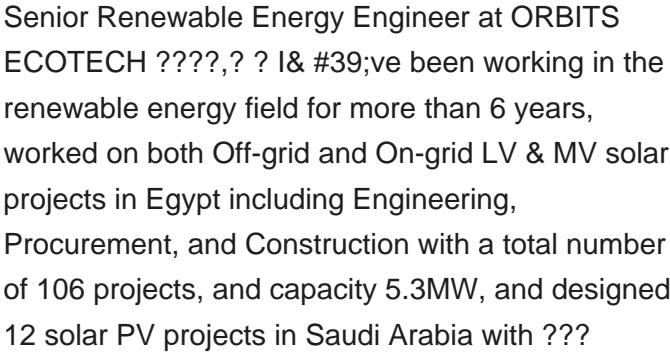 Senior Renewable Energy Engineer at ORBITS
ECOTECH ????,? ? I& #39;ve been working in the
renewable energy field for more than 6 years,
worked on both Off-grid and On-grid LV & MV solar
projects in Egypt including Engineering,
Procurement, and Construction with a total number
of 106 projects, and capacity 5.3MW, and designed
12 solar PV projects in Saudi Arabia with ???